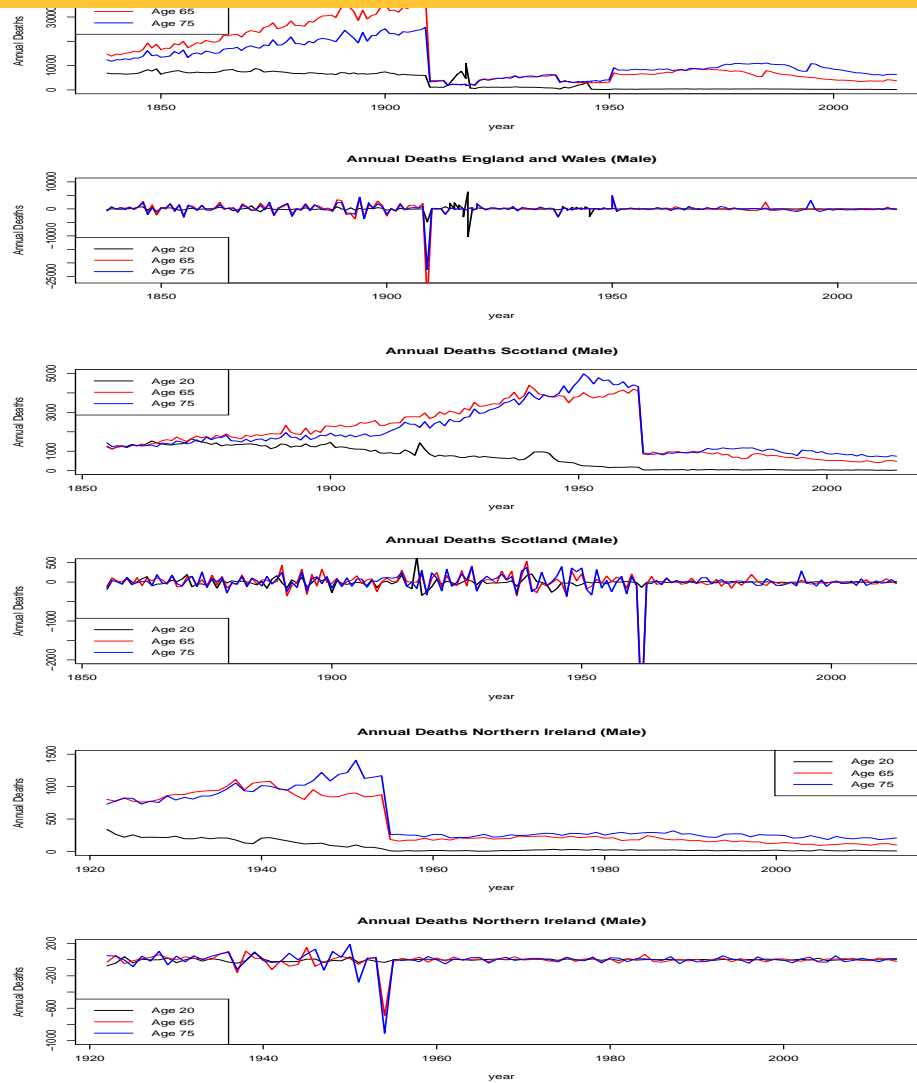 Annual Deaths
0 1000 30000
Age 65
Age 75
1850 1900 1950 2000
year
Annual Deaths England and Wales (Male)
Annual Deaths
−25000 −10000 0 10000
Age 20
Age 65
Age 75
1850 1900 1950 2000
year
Annual Deaths Scotland (Male)
Annual Deaths
0 1000 3000 5000
Age 20
Age 65
Age 75
1850 1900 1950 2000
year
Annual Deaths Scotland (Male)
Annual Deaths
−2000 −1000 0 500
Age 20
Age 65
Age 75
1850 1900 1950 2000
year
Annual Deaths Northern Ireland (Male)
Annual Deaths
0 500 1000 1500
Age 20
Age 65
Age 75
1920 1940 1960 1980 2000
year
Annual Deaths Northern Ireland (Male)
Annual Deaths
−1000 −600 −200 200
Age 20
Age 65
Age 75
1920 1940 1960 1980 2000
year